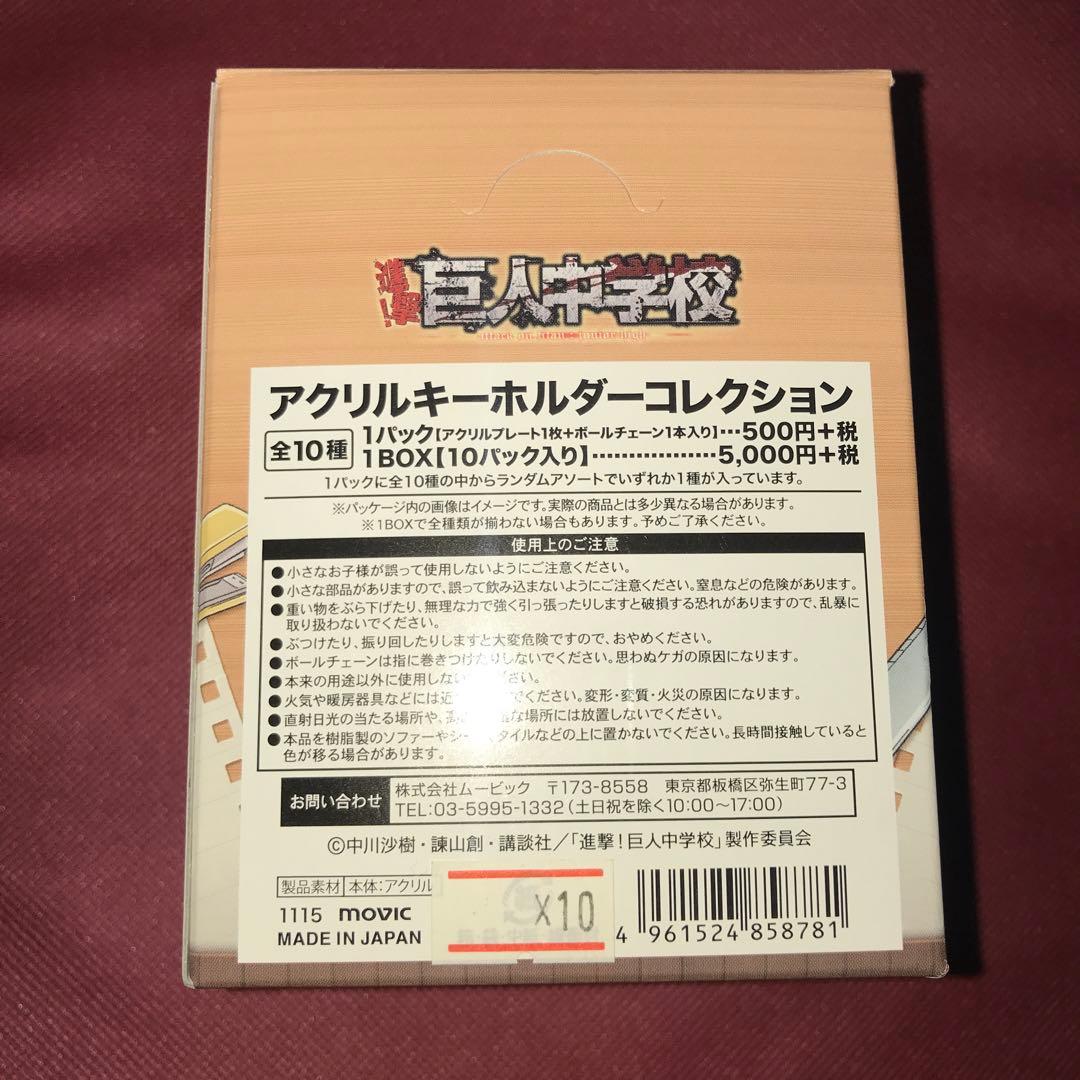 進撃!
巨人中学校
attack on titan : junior high
アクリルキーホルダーコレクション
全10種
1パック【アクリルプレート1枚+ボールチェーン1本入り】…500円+税
1BOX【10パック入り】………………5,000円+税
1パックに全10種の中からランダムアソートでいずれか1種が入っています。
※パッケージ内の画像はイメージです。実際の商品とは多少異なる場合があります。
※1BOXで全種類が揃わない場合もあります。予めご了承ください。
使用上のご注意
●小さなお子様が誤って使用しないようにご注意ください。
●小さな部品がありますので、誤って飲み込まないようにご注意ください。窒息などの危険があります。
●重い物をぶら下げたり、無理な力で強く引っ張ったりしますと破損する恐れがありますので、乱暴に
取り扱わないでください。
●ぶつけたり、振り回したりしますと大変危険ですので、おやめください。
●ボールチェーンは指に巻きつけたりしないでください。思わぬケガの原因になります。
●本来の用途以外に使用しない さい。
●火気や暖房器具などには近 でください。変形・変質・火災の原因になります。
●直射日光の当たる場所や、高 な場所には放置しないでください。
●本品を樹脂製のソファーやシー タイルなどの上に置かないでください。長時間接触していると
色が移る場合があります。
お問い合わせ
株式会社ムービック 〒173-8558 東京都板橋区弥生町77-3
TEL:03-5995-1332(土日祝を除く10:00〜17:00)
©中川沙樹・諫山創・講談社/「進撃!巨人中学校」製作委員会
製品素材 本体:アクリル
1115 movic
MADE IN JAPAN
×10
4 961524 858781